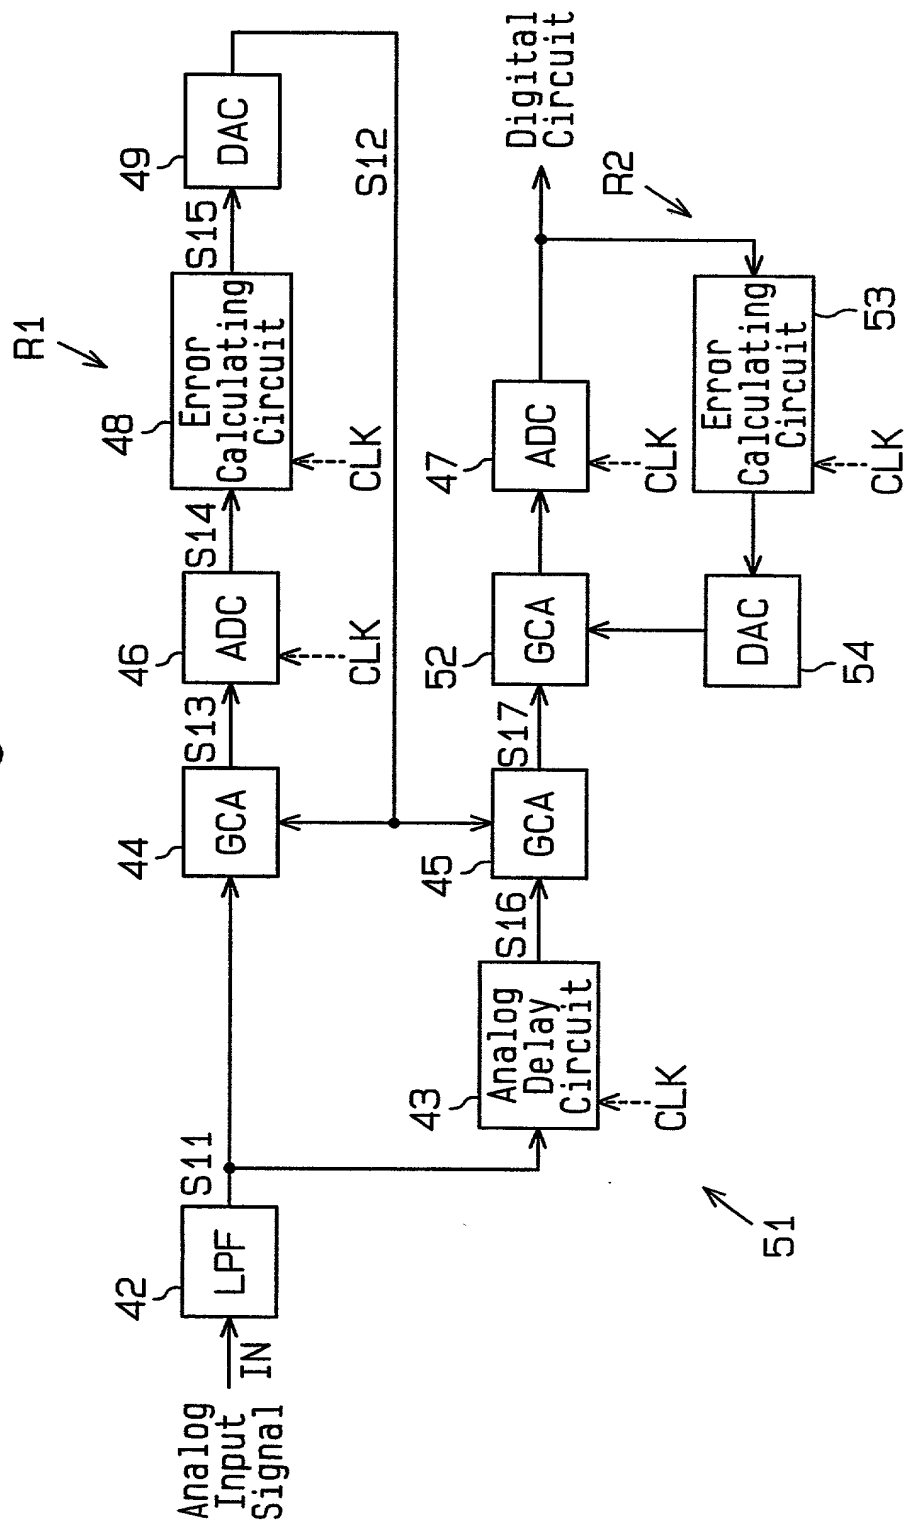 R1
49
DAC
S15
48
Error
Calculating
Circuit
CLK
S14
46
ADC
CLK
S13
44
GCA
S12
S11
42
LPF
Analog
Input
Signal
IN
43
Analog
Delay
Circuit
CLK
S16
45
GCA
S17
52
GCA
47
ADC
CLK
Digital
Circuit
R2
Error
Calculating
Circuit
53
CLK
DAC
54
51